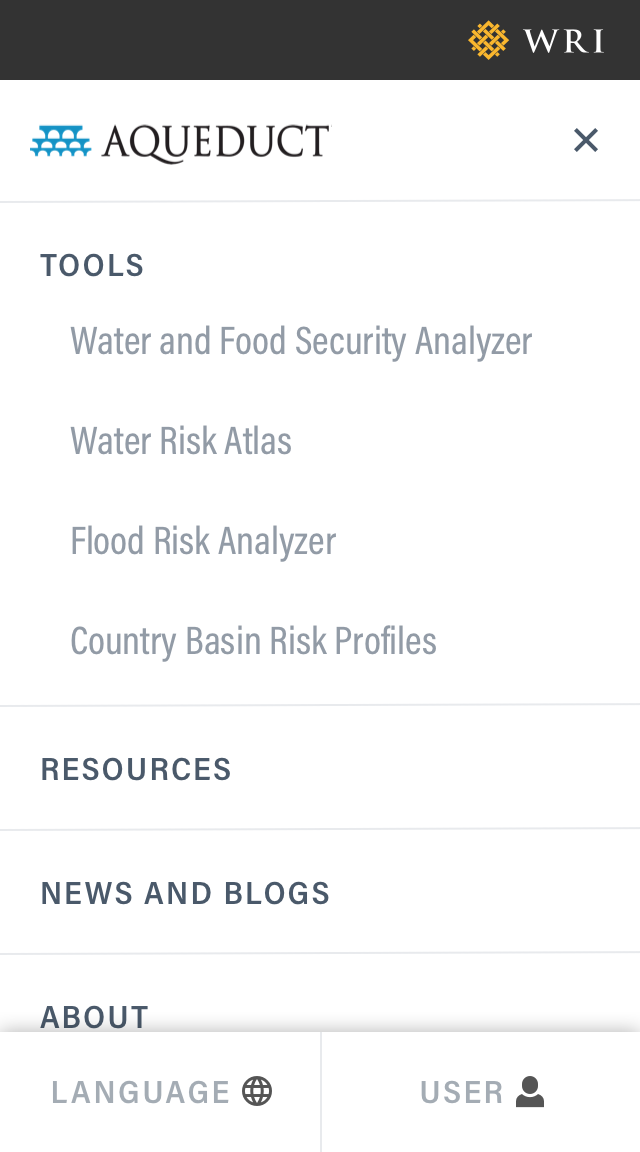 WRI
AQUEDUCT
TOOLS
Water and Food Security Analyzer
Water Risk Atlas
Flood Risk Analyzer
Country Basin Risk Profiles
RESOURCES
NEWS AND BLOGS
ABOUT
LANGUAGE
USER